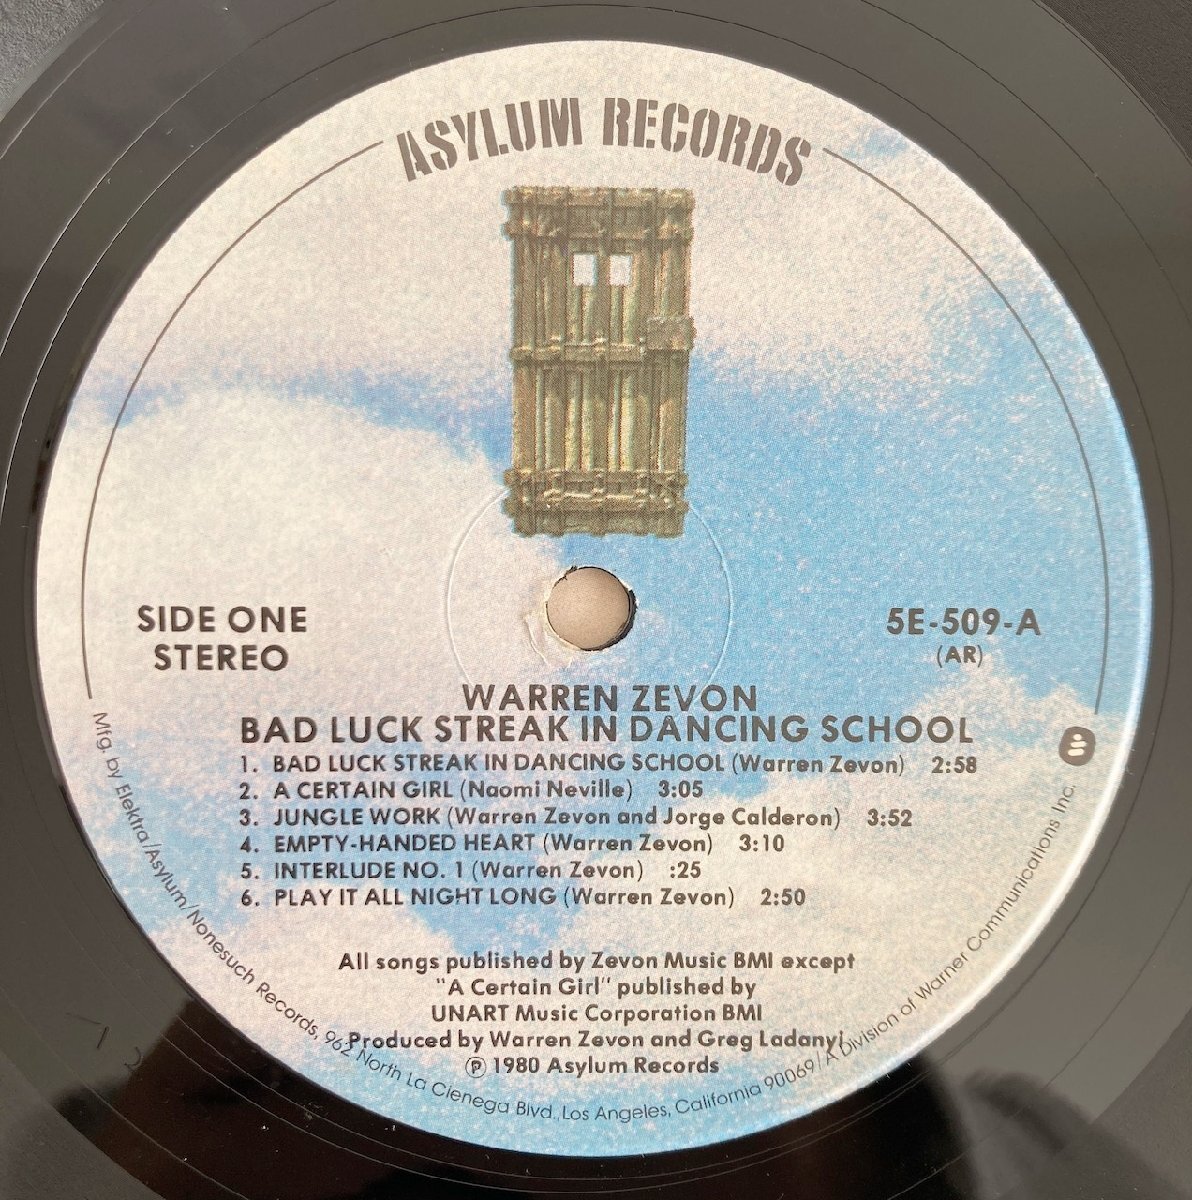 ASYLUM RECORDS
SIDE ONE
STEREO
5E-509-A
(AR)
WARREN ZEVON
BAD LUCK STREAK IN DANCING SCHOOL
1. BAD LUCK STREAK IN DANCING SCHOOL (Warren Zevon) 2:58
2. A CERTAIN GIRL (Naomi Neville) 3:05
3. JUNGLE WORK (Warren Zevon and Jorge Calderon) 3:52
4. EMPTY-HANDED HEART (Warren Zevon) 3:10
5. INTERLUDE NO. 1 (Warren Zevon) :25
6. PLAY IT ALL NIGHT LONG (Warren Zevon) 2:50
All songs published by Zevon Music BMI except
"A Certain Girl" published by
UNART Music Corporation BMI
Produced by Warren Zevon and Greg Ladanyi
℗ 1980 Asylum Records
Mfg. by Elektra/Asylum/Nonesuch Records, 962 North La Cienega Blvd., Los Angeles, California 90069/A Division of Warner Communications Inc.